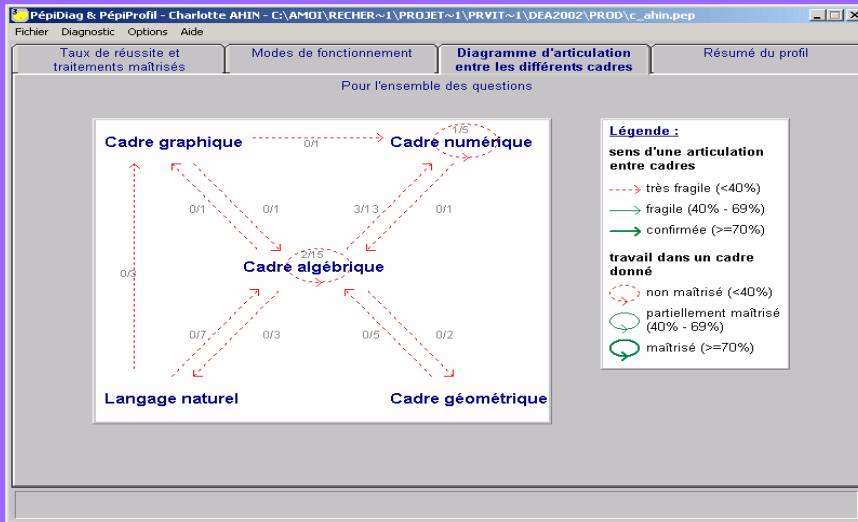 PépiDiag & PépiProfil - Charlotte AHIN - C:\AMOI\RECHER~1\PROJET~1\PRVIT~1\DEA2002\PROD\c_ahin.pep
Fichier Diagnostic Options Aide
Taux de réussite et
traitements maîtrisés
Modes de fonctionnement
Diagramme d'articulation
entre les différents cadres
Résumé du profil
Pour l'ensemble des questions
1/5
Cadre graphique
0/1
Cadre numérique
0/1
0/1
3/13
0/1
2/15
Cadre algébrique
0/3
0/7
0/3
0/5
0/2
Langage naturel
Cadre géométrique
Légende :
sens d'une articulation
entre cadres
très fragile (<40%)
fragile (40% - 69%)
confirmée (>=70%)
travail dans un cadre
donné
non maîtrisé (<40%)
partiellement maîtrisé
(40% - 69%)
maîtrisé (>=70%)